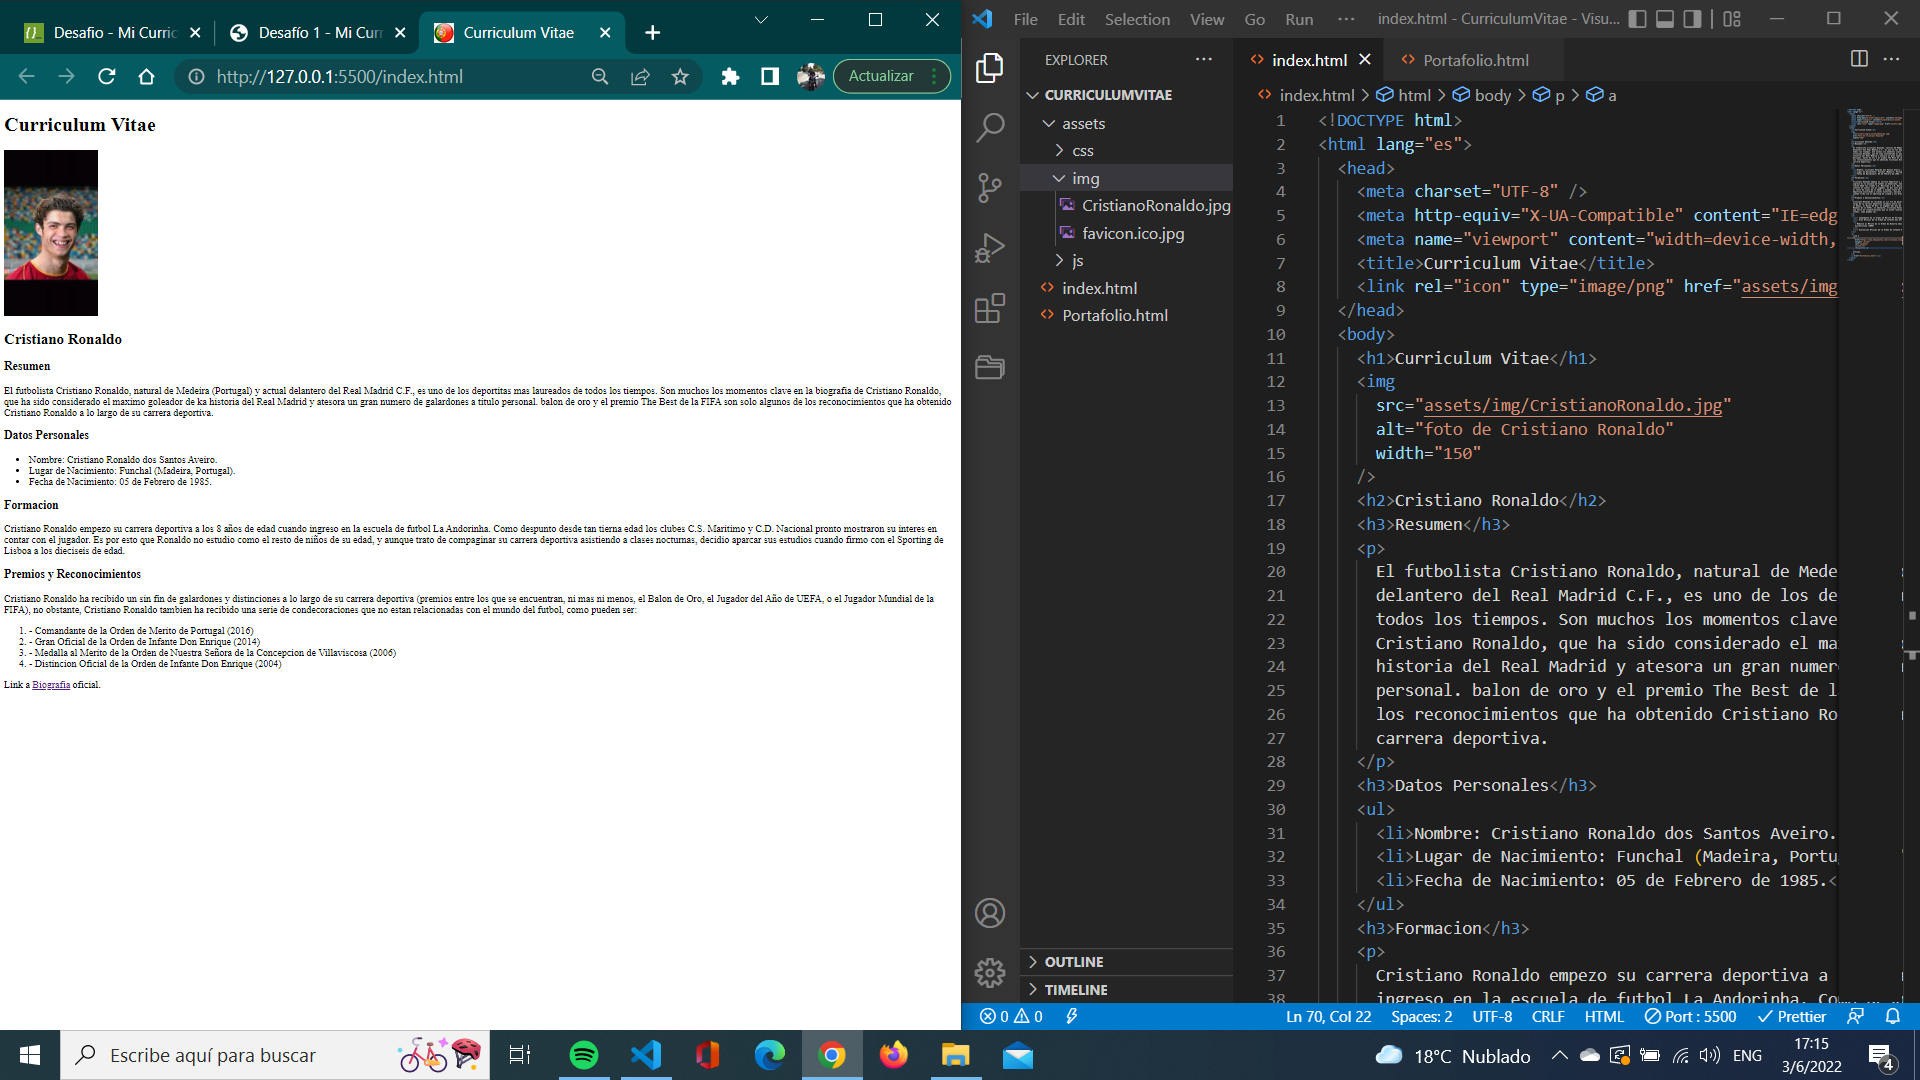 Desafio - Mi Curric
Desafío 1 - Mi Curr
Curriculum Vitae
http://127.0.0.1:5500/index.html
Actualizar
Curriculum Vitae
Cristiano Ronaldo
Resumen
El futbolista Cristiano Ronaldo, natural de Medeira (Portugal) y actual delantero del Real Madrid C.F., es uno de los deportitas mas laureados de todos los tiempos. Son muchos los momentos clave en la biografia de Cristiano Ronaldo,
que ha sido considerado el maximo goleador de ka historia del Real Madrid y atesora un gran numero de galardones a titulo personal. balon de oro y el premio The Best de la FIFA son solo algunos de los reconocimientos que ha obtenido
Cristiano Ronaldo a lo largo de su carrera deportiva.
Datos Personales
• Nombre: Cristiano Ronaldo dos Santos Aveiro.
• Lugar de Nacimiento: Funchal (Madeira, Portugal).
• Fecha de Nacimiento: 05 de Febrero de 1985.
Formacion
Cristiano Ronaldo empezo su carrera deportiva a los 8 años de edad cuando ingreso en la escuela de futbol La Andorinha. Como despunto desde tan tierna edad los clubes C.S. Maritimo y C.D. Nacional pronto mostraron su interes en
contar con el jugador. Es por esto que Ronaldo no estudio como el resto de niños de su edad, y aunque trato de compaginar su carrera deportiva asistiendo a clases nocturnas, decidio aparcar sus estudios cuando firmo con el Sporting de
Lisboa a los dieciseis de edad.
Premios y Reconocimientos
Cristiano Ronaldo ha recibido un sin fin de galardones y distinciones a lo largo de su carrera deportiva (premios entre los que se encuentran, ni mas ni menos, el Balon de Oro, el Jugador del Año de UEFA, o el Jugador Mundial de la
FIFA), no obstante, Cristiano Ronaldo tambien ha recibido una serie de condecoraciones que no estan relacionadas con el mundo del futbol, como pueden ser:
1. - Comandante de la Orden de Merito de Portugal (2016)
2. - Gran Oficial de la Orden de Infante Don Enrique (2014)
3. - Medalla al Merito de la Orden de Nuestra Señora de la Concepcion de Villaviscosa (2006)
4. - Distincion Oficial de la Orden de Infante Don Enrique (2004)
Link a Biografia oficial.
File Edit Selection View Go Run ··· index.html - CurriculumVitae - Visu...
EXPLORER
CURRICULUMVITAE
assets
css
img
CristianoRonaldo.jpg
favicon.ico.jpg
js
index.html
Portafolio.html
OUTLINE
TIMELINE
index.html
Portafolio.html
index.html > html > body > p > a
1 <!DOCTYPE html>
2 <html lang="es">
3 <head>
4 <meta charset="UTF-8" />
5 <meta http-equiv="X-UA-Compatible" content="IE=edg
6 <meta name="viewport" content="width=device-width,
7 <title>Curriculum Vitae</title>
8 <link rel="icon" type="image/png" href="assets/img
9 </head>
10 <body>
11 <h1>Curriculum Vitae</h1>
12 <img
13 src="assets/img/CristianoRonaldo.jpg"
14 alt="foto de Cristiano Ronaldo"
15 width="150"
16 />
17 <h2>Cristiano Ronaldo</h2>
18 <h3>Resumen</h3>
19 <p>
20 El futbolista Cristiano Ronaldo, natural de Mede
21 delantero del Real Madrid C.F., es uno de los de
22 todos los tiempos. Son muchos los momentos clave
23 Cristiano Ronaldo, que ha sido considerado el ma
24 historia del Real Madrid y atesora un gran numer
25 personal. balon de oro y el premio The Best de l
26 los reconocimientos que ha obtenido Cristiano Ro
27 carrera deportiva.
28 </p>
29 <h3>Datos Personales</h3>
30 <ul>
31 <li>Nombre: Cristiano Ronaldo dos Santos Aveiro.
32 <li>Lugar de Nacimiento: Funchal (Madeira, Portu
33 <li>Fecha de Nacimiento: 05 de Febrero de 1985.<
34 </ul>
35 <h3>Formacion</h3>
36 <p>
37 Cristiano Ronaldo empezo su carrera deportiva a
38 ingreso en la escuela de futbol La Andorinha. Co
0 0
Ln 70, Col 22 Spaces: 2 UTF-8 CRLF HTML Port : 5500 Prettier
Escribe aquí para buscar
18°C Nublado
ENG
17:15
3/6/2022
4